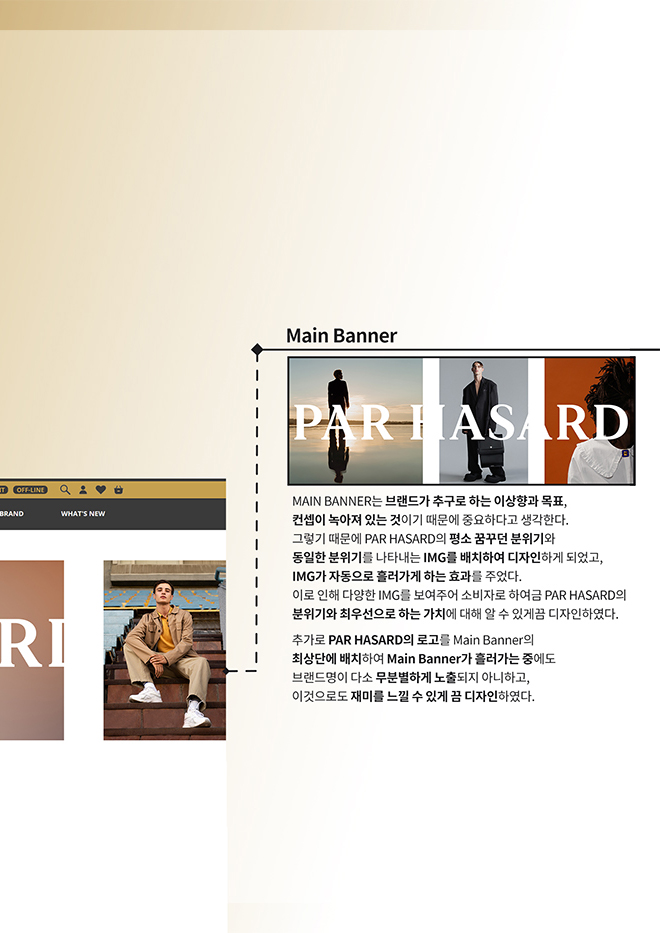 Main Banner
PAR HASARD
OFF-LINE
BRAND WHAT'S NEW
MAIN BANNER는 브랜드가 추구로 하는 이상향과 목표,
컨셉이 녹아져 있는 것이기 때문에 중요하다고 생각한다.
그렇기 때문에 PAR HASARD의 평소 꿈꾸던 분위기와
동일한 분위기를 나타내는 IMG를 배치하여 디자인하게 되었고,
IMG가 자동으로 흘러가게 하는 효과를 주었다.
이로 인해 다양한 IMG를 보여주어 소비자로 하여금 PAR HASARD의
분위기와 최우선으로 하는 가치에 대해 알 수 있게끔 디자인하였다.
RD
추가로 PAR HASARD의 로고를 Main Banner의
최상단에 배치하여 Main Banner가 흘러가는 중에도
브랜드명이 다소 무분별하게 노출되지 아니하고,
이것으로도 재미를 느낄 수 있게 끔 디자인하였다.